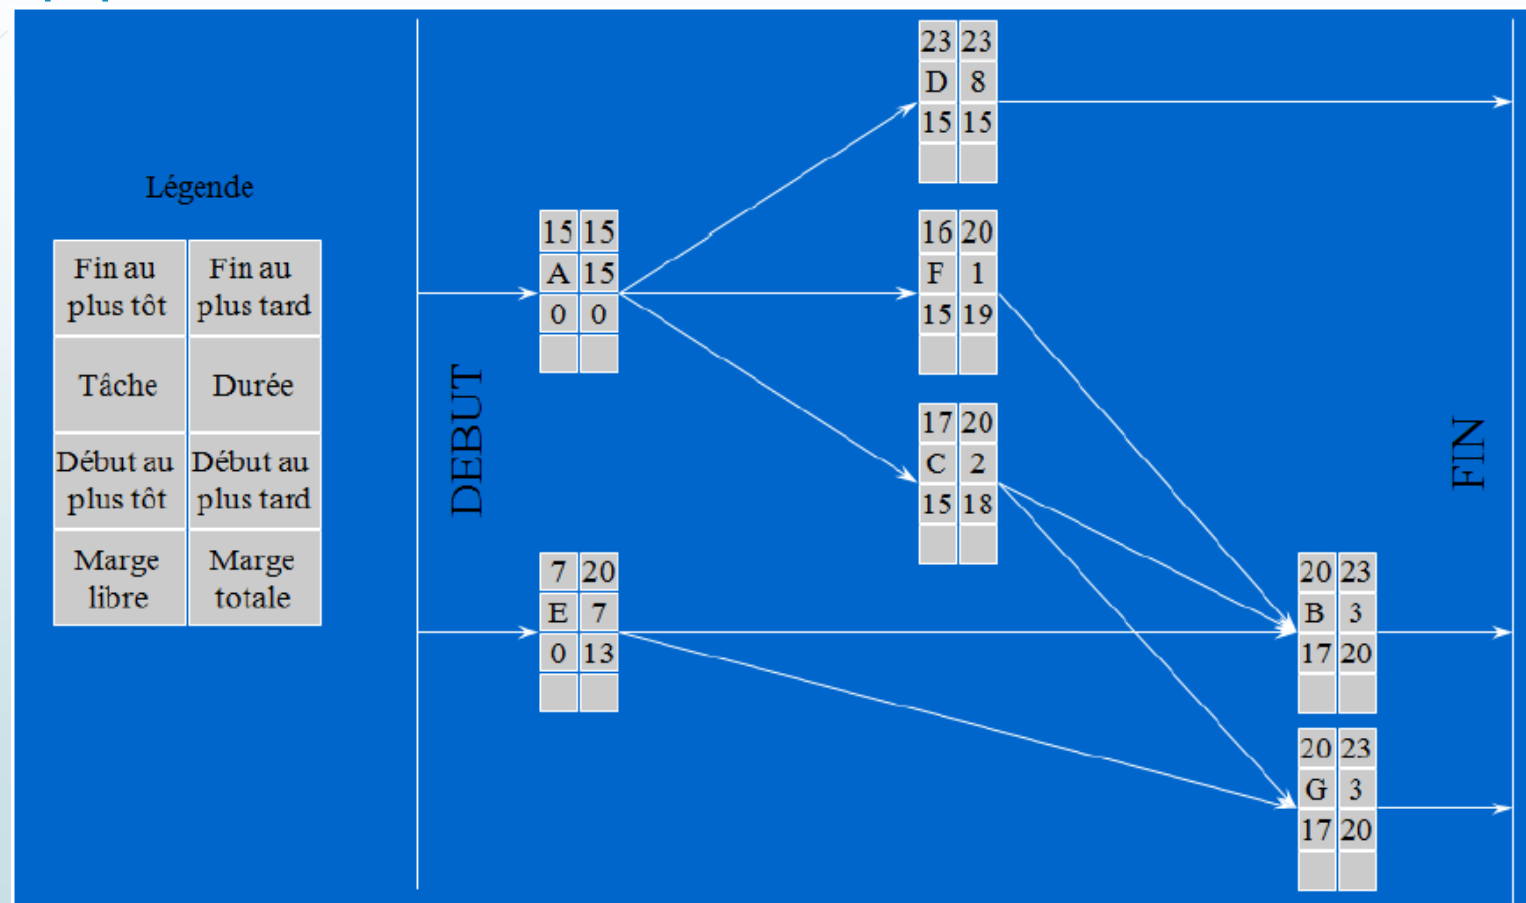 Légende
Fin au plus tôt
Fin au plus tard
Tâche
Durée
Début au plus tôt
Début au plus tard
Marge libre
Marge totale
DEBUT
15 15
A 15
0 0
7 20
E 7
0 13
23 23
D 8
15 15
16 20
F 1
15 19
17 20
C 2
15 18
20 23
B 3
17 20
20 23
G 3
17 20
FIN